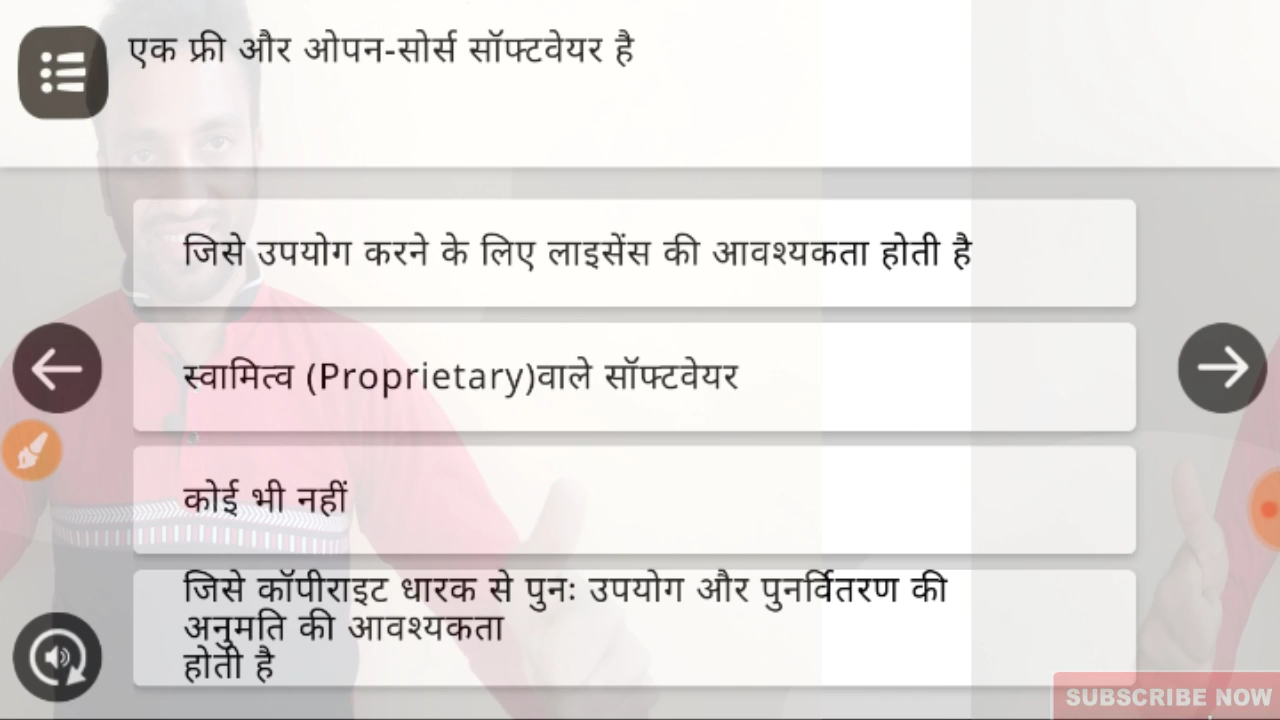 एक फ्री और ओपन-सोर्स सॉफ्टवेयर है
जिसे उपयोग करने के लिए लाइसेंस की आवश्यकता होती है
स्वामित्व (Proprietary)वाले सॉफ्टवेयर
कोई भी नहीं
जिसे कॉपीराइट धारक से पुनः उपयोग और पुनर्वितरण की
अनुमति की आवश्यकता
होती है
SUBSCRIBE NOW